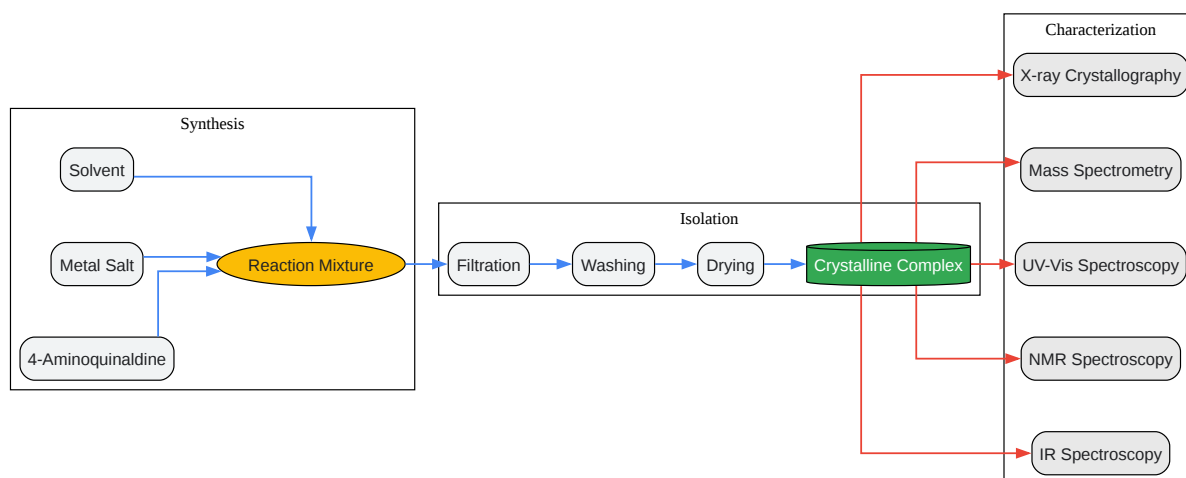 Synthesis
Solvent
Metal Salt
4-Aminoquinaldine
Reaction Mixture
Isolation
Filtration
Washing
Drying
Crystalline Complex
Characterization
X-ray Crystallography
Mass Spectrometry
UV-Vis Spectroscopy
NMR Spectroscopy
IR Spectroscopy